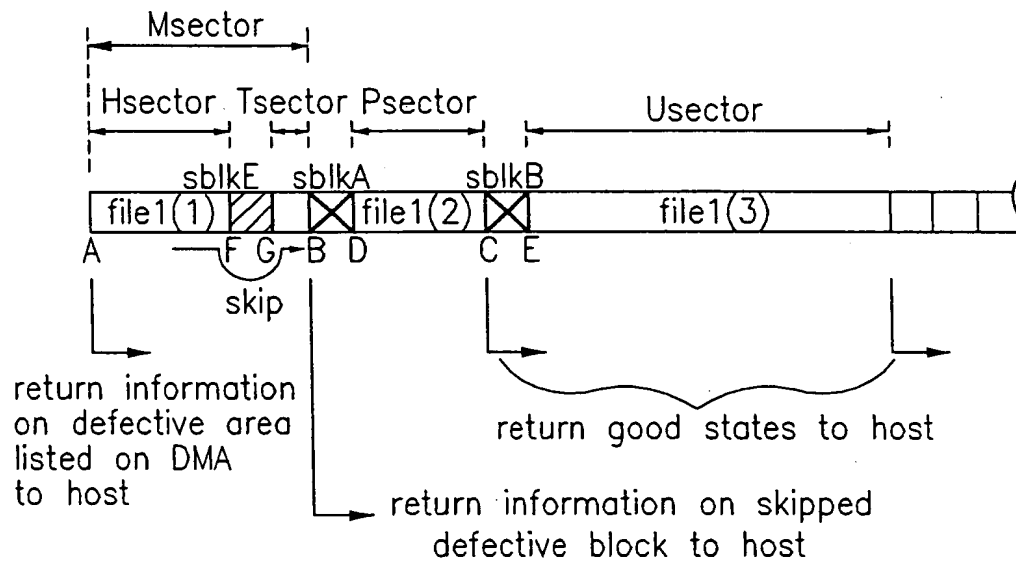 Msector
Hsector Tsector Psector Usector
sblkE sblkA sblkB
file1(1) file1(2) file1(3)
A F G B D C E
skip
return information
on defective area
listed on DMA
to host
return good states to host
return information on skipped
defective block to host